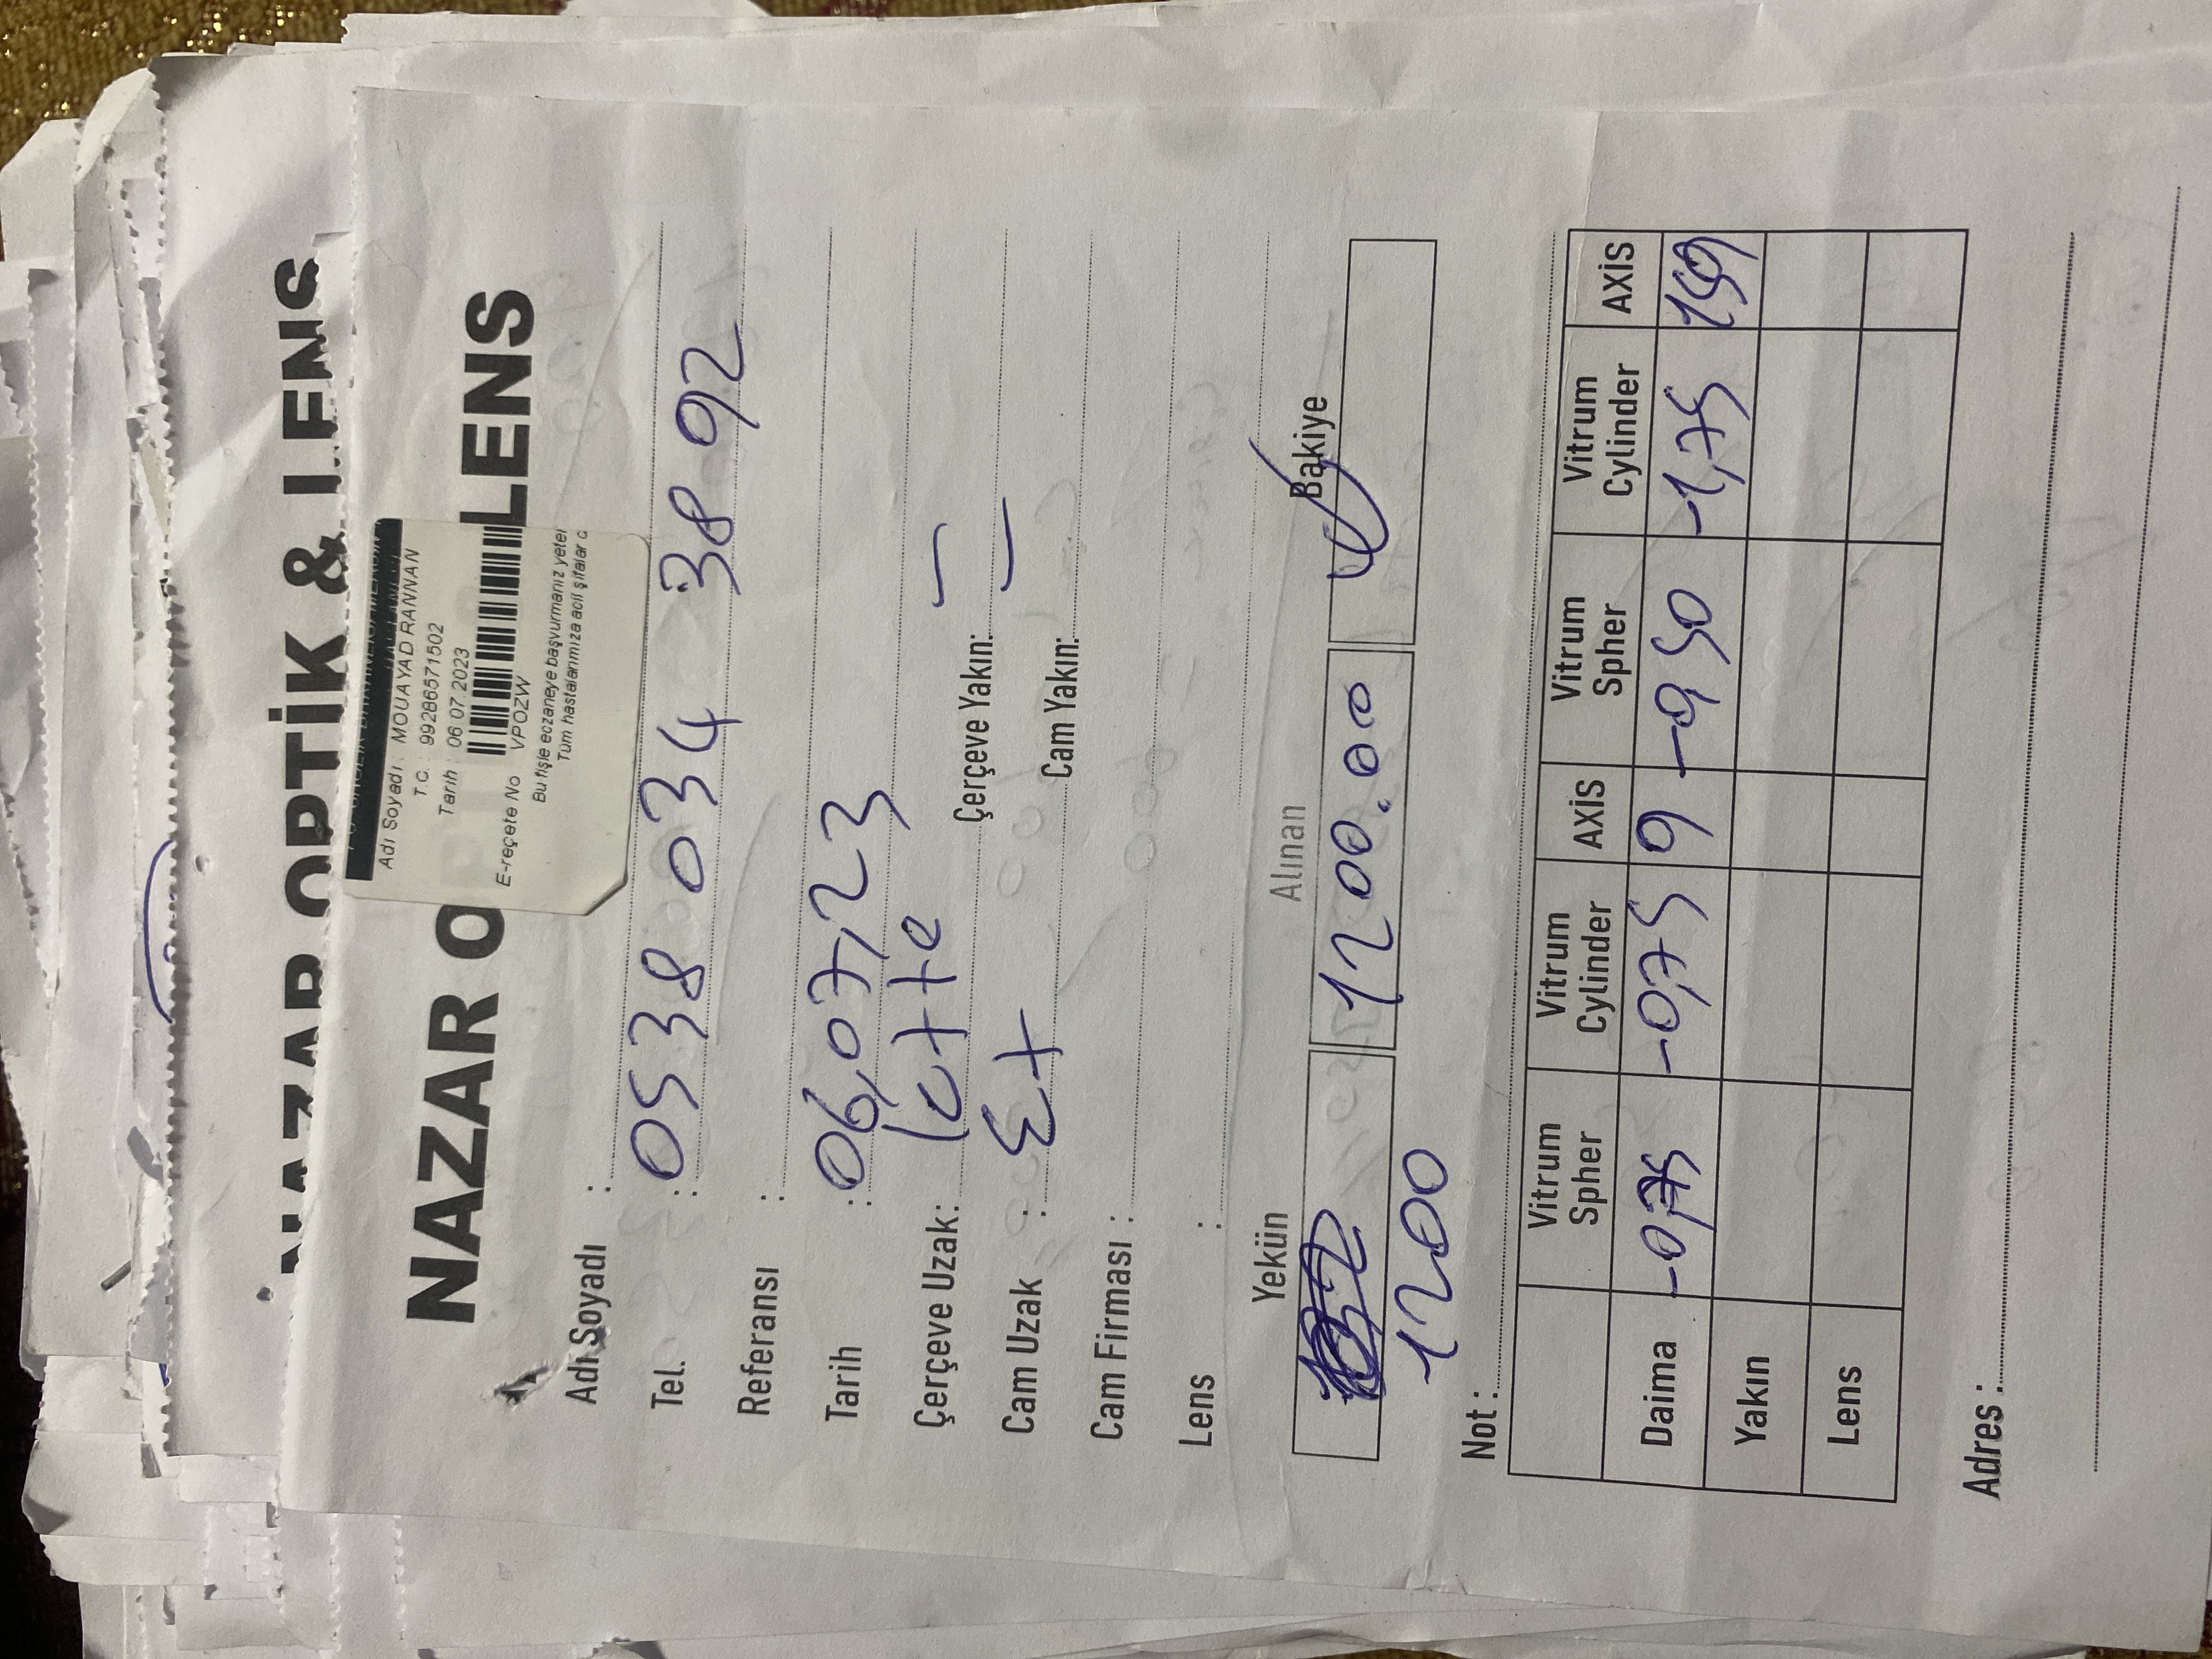 NAZAR OPTİK & LENS
NAZAR O LENS
Adı Soyadı : MOUAYAD RANNAN
T.C. : 99286571502
Tarih : 06.07.2023
E-reçete No VPOZW
Bu fişle eczaneye başvurmanız yeter
Tüm hastalarımıza acil şifalar d
Adı Soyadı :
Tel. : 0538 034 38 92
Referansı :
Tarih : 06,07,23
Çerçeve Uzak: Çerçeve Yakın: —
Cam Uzak : Ex Cam Yakın: —
Cam Firması :
Lens :
Yekün Alınan Bakiye
1200.00 ✓
1200
Not :
Vitrum Spher Vitrum Cylinder AXİS Vitrum Spher Vitrum Cylinder AXİS
Daima -0,75 -0,75 9 -0,50 -1,75 159
Yakın
Lens
Adres :